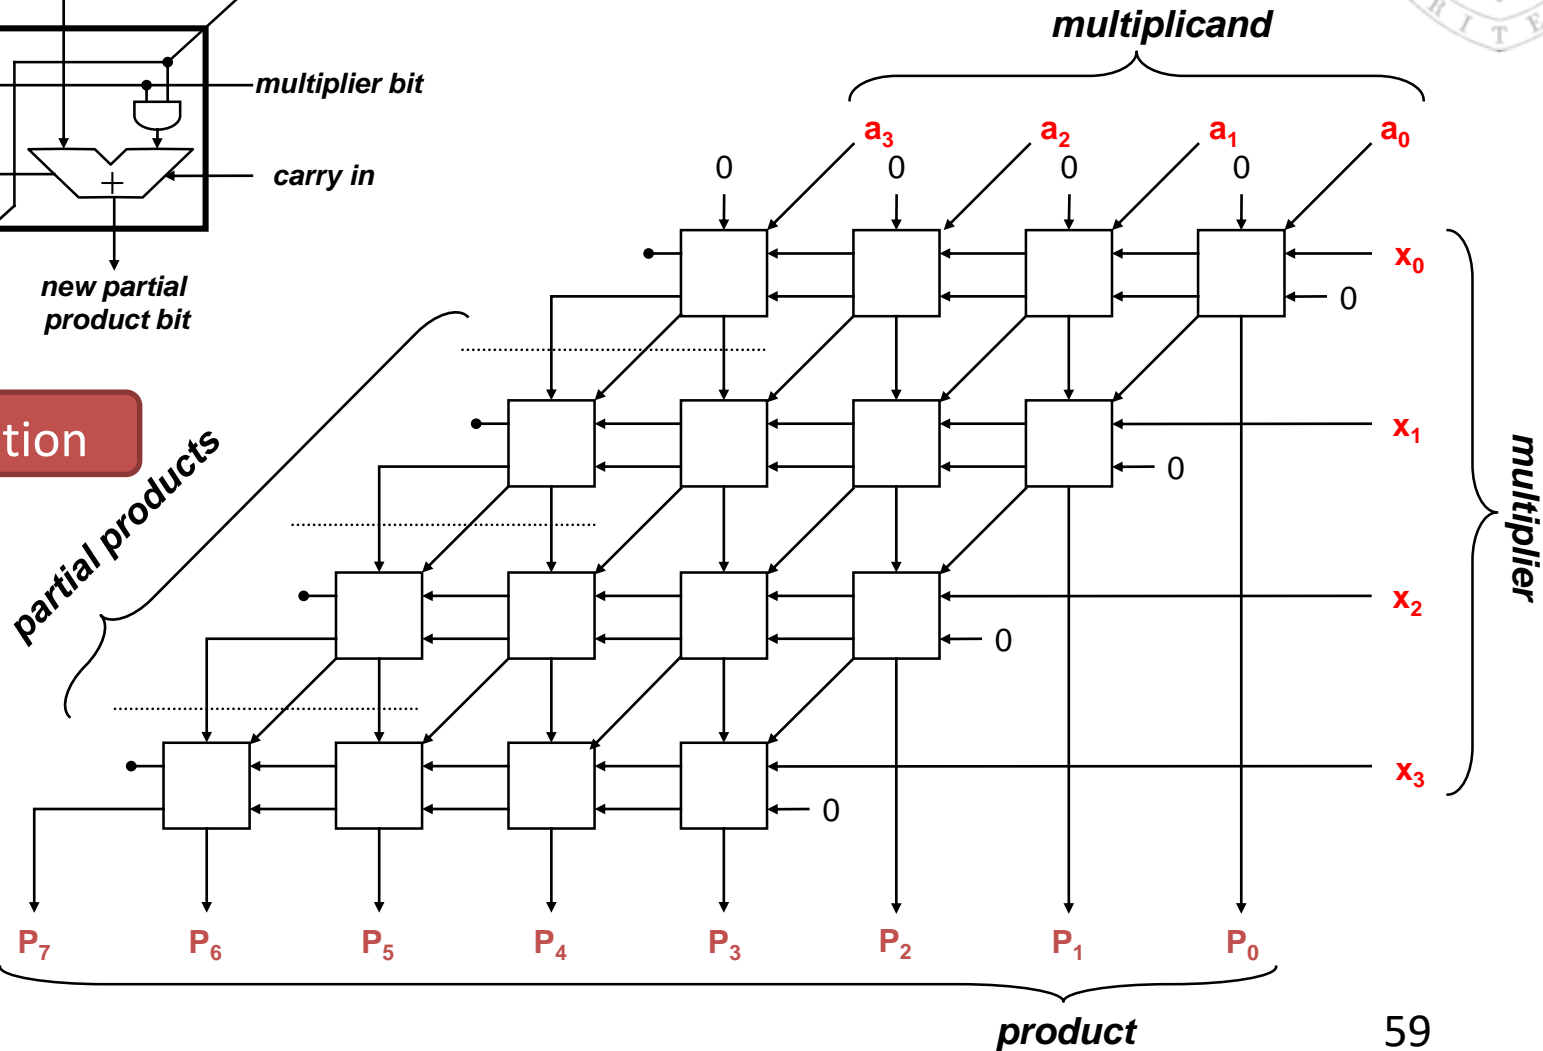 multiplicand
R I T E
multiplier bit
a3 a2 a1 a0
0 0 0 0
carry in
+
x0
0
new partial
product bit
tion
x1
0
multiplier
partial products
x2
0
x3
0
P7 P6 P5 P4 P3 P2 P1 P0
product
59